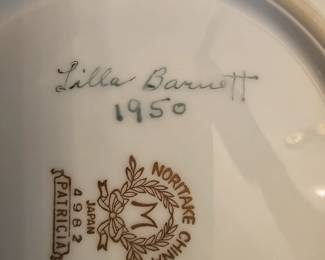 Lilla Barnett
1950
NORITAKE CHINA
M
JAPAN
4982
PATRICIA